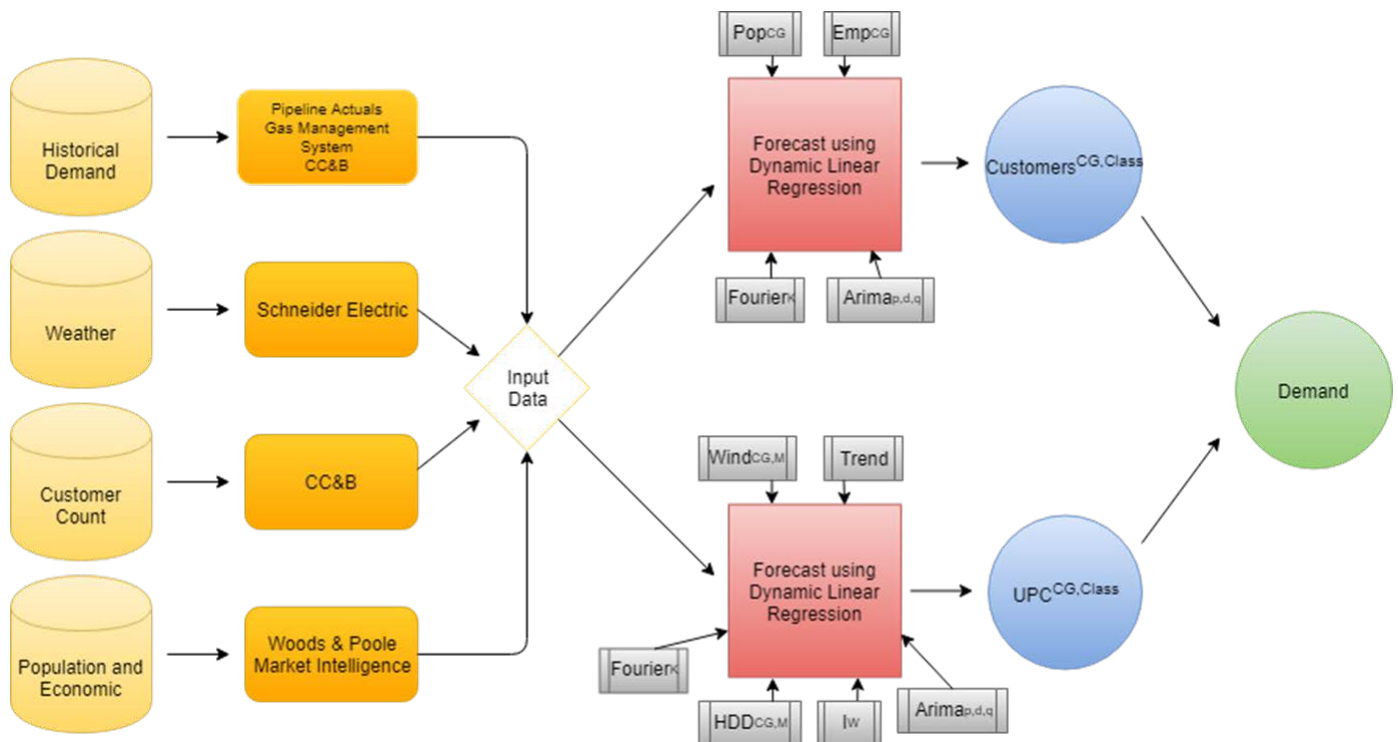 Historical
Demand
Pipeline Actuals
Gas Management
System
CC&B
Weather
Schneider Electric
Customer
Count
CC&B
Population and
Economic
Woods & Poole
Market Intelligence
Input
Data
PopCG
EmpCG
Forecast using
Dynamic Linear
Regression
FourierK
Arimap,d,q
CustomersCG,Class
WindCG,M
Trend
Forecast using
Dynamic Linear
Regression
FourierK
HDDCG,M
IW
Arimap,d,q
UPCCG,Class
Demand